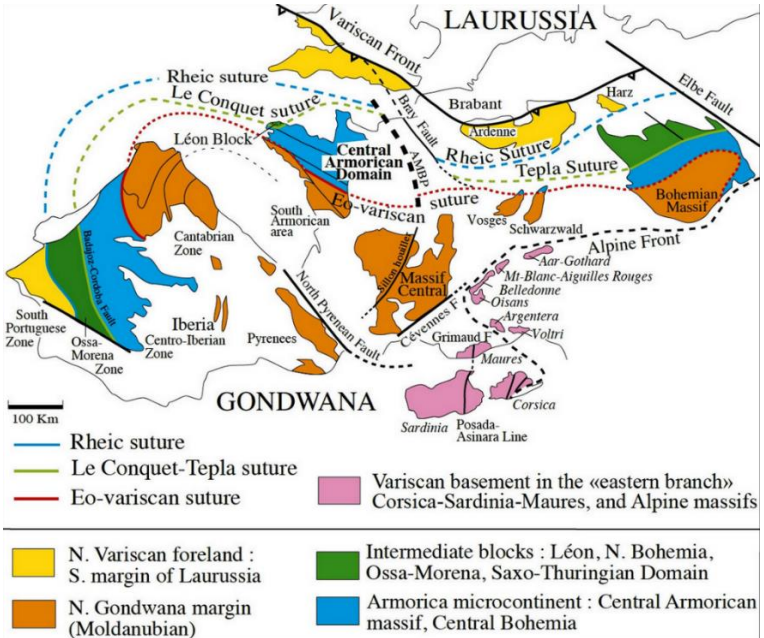 LAURUSSIA
Variscan Front
Rheic suture
Le Conquet suture
Léon Block
Central
Armorican
Domain
Bray Fault
AMBP
Brabant
Ardenne
Harz
Elbe Fault
Rheic Suture
Tepla Suture
Eo-variscan suture
South
Armorican
area
Vosges
Schwarzwald
Bohemian
Massif
Alpine Front
Cantabrian
Zone
Badajoz-Cordoba Fault
South
Portuguese
Zone
Ossa-
Morena
Zone
Iberia
Centro-Iberian
Zone
Pyrenees
North Pyrenean Fault
Sillon houiller
Massif
Central
Cévennes F
Aar-Gothard
Mt-Blanc-Aiguilles Rouges
Belledonne
Oisans
Argentera
Voltri
Grimaud F
Maures
Corsica
Sardinia
Posada-
Asinara Line
GONDWANA
100 Km
Rheic suture
Le Conquet-Tepla suture
Eo-variscan suture
Variscan basement in the «eastern branch»
Corsica-Sardinia-Maures, and Alpine massifs
N. Variscan foreland :
S. margin of Laurussia
N. Gondwana margin
(Moldanubian)
Intermediate blocks : Léon, N. Bohemia,
Ossa-Morena, Saxo-Thuringian Domain
Armorica microcontinent : Central Armorican
massif, Central Bohemia